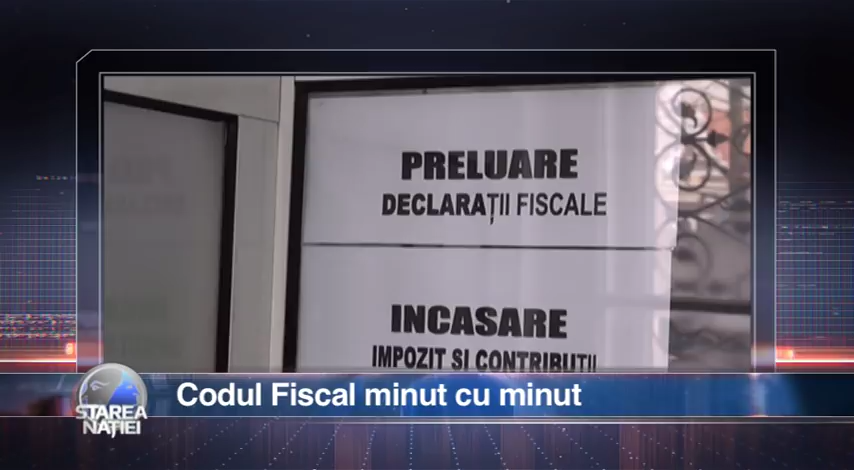 PRELUARE
DECLARAȚII FISCALE
INCASARE
IMPOZIT SI CONTRIBUTII
Codul Fiscal minut cu minut
STAREA
NAȚIEI